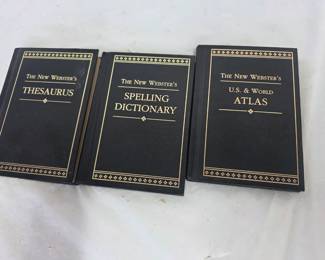 THE NEW WEBSTER'S
THESAURUS
THE NEW WEBSTER'S
SPELLING
DICTIONARY
THE NEW WEBSTER'S
U.S. & WORLD
ATLAS